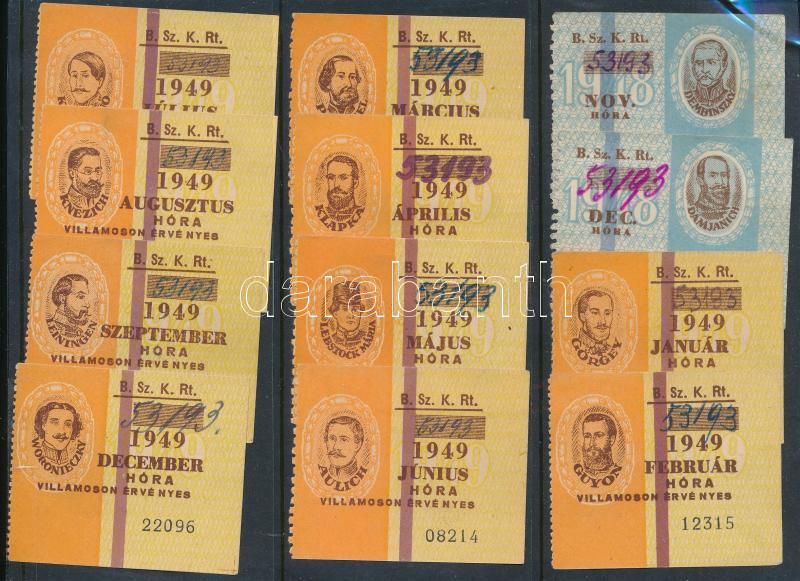 B. Sz. K. Rt.
53193
1949
JÚLIUS
B. Sz. K. Rt.
53193
1949
AUGUSZTUS
HÓRA
VILLAMOSON ÉRVÉNYES
KNEZICH
B. Sz. K. Rt.
53193
1949
SZEPTEMBER
HÓRA
VILLAMOSON ÉRVÉNYES
LEININGEN
B. Sz. K. Rt.
53193.
1949
DECEMBER
HÓRA
VILLAMOSON ÉRVÉNYES
22096
WORONIECZKY
B. Sz. K. Rt.
53193
1949
MÁRCIUS
B. Sz. K. Rt.
53193
1949
ÁPRILIS
HÓRA
KLAPKA
B. Sz. K. Rt.
53193
1949
MÁJUS
HÓRA
LEBSTÜCK MÁRIA
B. Sz. K. Rt.
53193
1949
JÚNIUS
HÓRA
VILLAMOSON ÉRVÉNYES
08214
AULICH
B. Sz. K. Rt.
53193
1948
NOV.
HÓRA
DEMBINSZKY
B. Sz. K. Rt.
53193
1948
DEC.
HÓRA
DAMJANICH
B. Sz. K. Rt.
53193
1949
JANUÁR
HÓRA
GÖRGEY
B. Sz. K. Rt.
53193
1949
FEBRUÁR
HÓRA
VILLAMOSON ÉRVÉNYES
12315
GUYON
darabanth